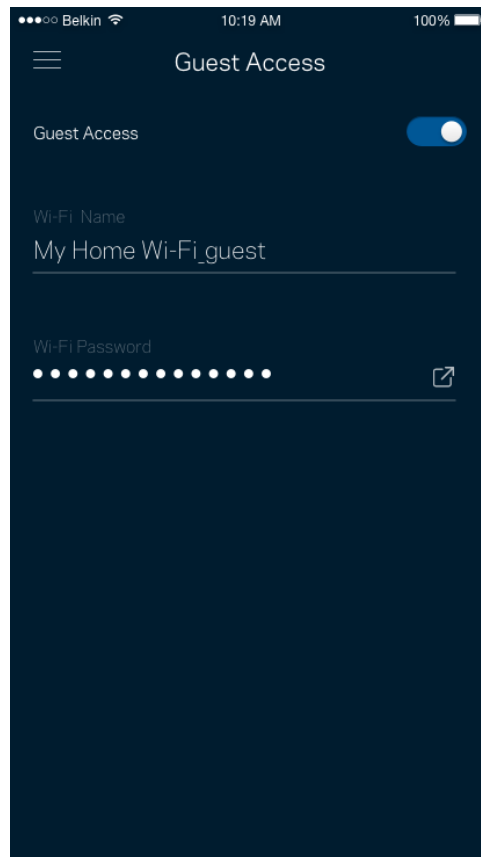 Belkin 10:19 AM 100%
Guest Access
Guest Access
Wi-Fi Name
My Home Wi-Fi_guest
Wi-Fi Password
••••••••••••••